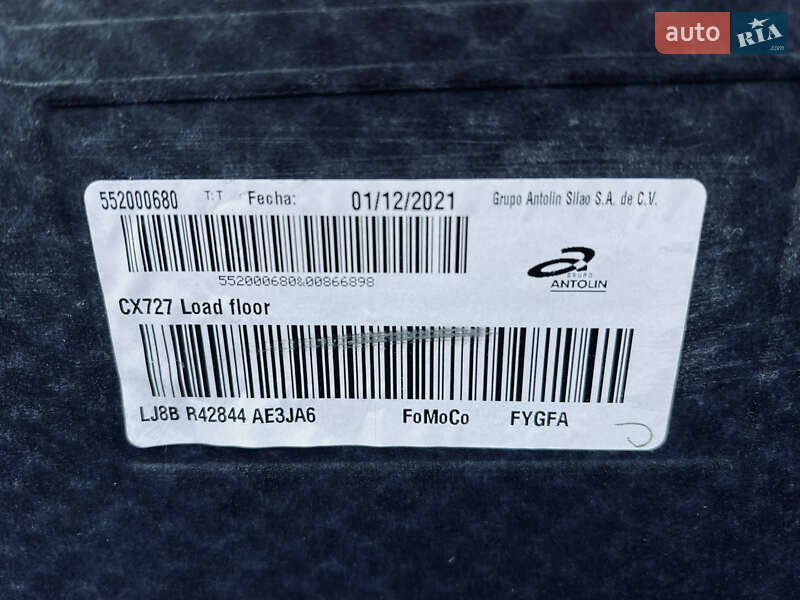 auto RIA .com
552000680 T:T Fecha: 01/12/2021 Grupo Antolin Silao S.A. de C.V.
552000680&00866898
GRUPO
ANTOLIN
CX727 Load floor
LJ8B R42844 AE3JA6 FoMoCo FYGFA